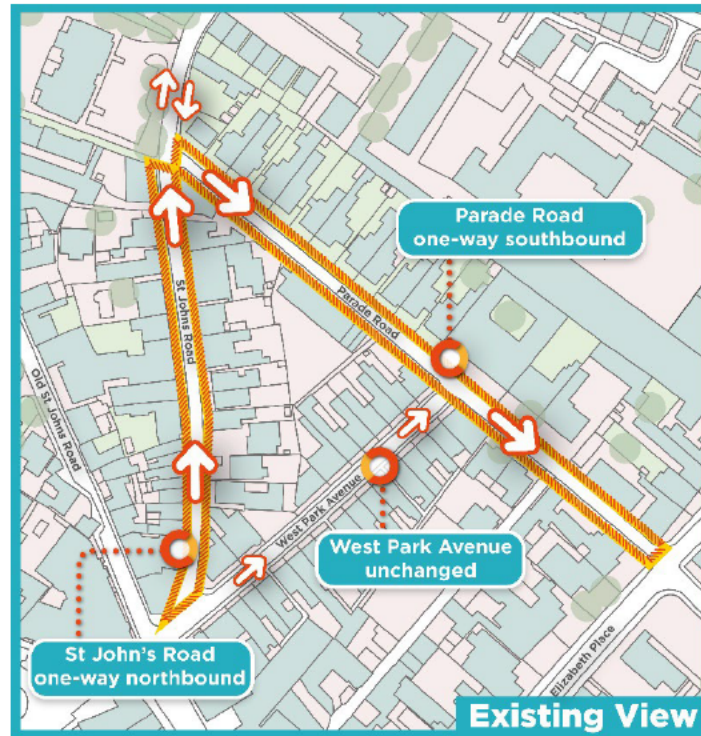 Parade Road
one-way southbound
Parade Road
St Johns Road
Old St Johns Road
West Park Avenue
West Park Avenue
unchanged
St John's Road
one-way northbound
Elizabeth Place
Existing View